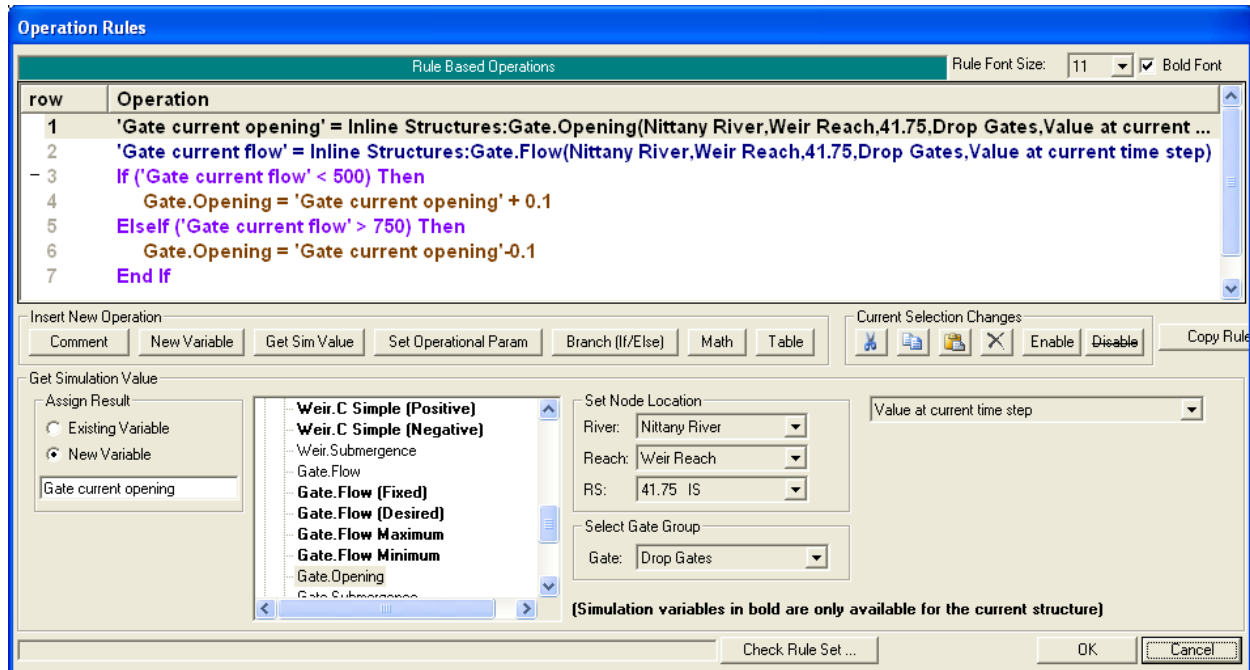 Operation Rules
Rule Based Operations
Rule Font Size: 11 Bold Font
row Operation
1 'Gate current opening' = Inline Structures:Gate.Opening(Nittany River,Weir Reach,41.75,Drop Gates,Value at current ...
2 'Gate current flow' = Inline Structures:Gate.Flow(Nittany River,Weir Reach,41.75,Drop Gates,Value at current time step)
3 If ('Gate current flow' < 500) Then
4 Gate.Opening = 'Gate current opening' + 0.1
5 ElseIf ('Gate current flow' > 750) Then
6 Gate.Opening = 'Gate current opening'-0.1
7 End If
Insert New Operation
Comment New Variable Get Sim Value Set Operational Param Branch (If/Else) Math Table
Current Selection Changes
Enable Disable
Copy Rule
Get Simulation Value
Assign Result
Existing Variable
New Variable
Gate current opening
Weir.C Simple (Positive)
Weir.C Simple (Negative)
Weir.Submergence
Gate.Flow
Gate.Flow (Fixed)
Gate.Flow (Desired)
Gate.Flow Maximum
Gate.Flow Minimum
Gate.Opening
Gate.Submergence
Set Node Location
River: Nittany River
Reach: Weir Reach
RS: 41.75 IS
Select Gate Group
Gate: Drop Gates
Value at current time step
(Simulation variables in bold are only available for the current structure)
Check Rule Set ...
OK
Cancel